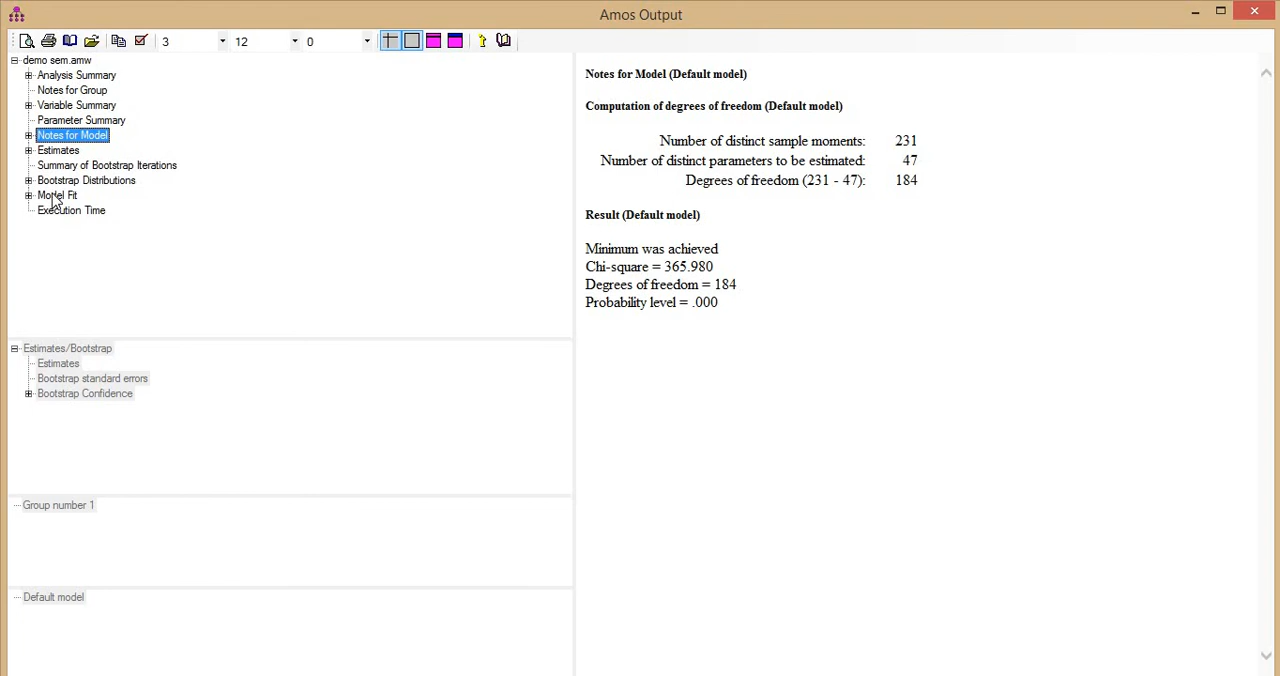 Amos Output
3 12 0
demo sem.amw
Analysis Summary
Notes for Group
Variable Summary
Parameter Summary
Notes for Model
Estimates
Summary of Bootstrap Iterations
Bootstrap Distributions
Model Fit
Execution Time
Estimates/Bootstrap
Estimates
Bootstrap standard errors
Bootstrap Confidence
Group number 1
Default model
Notes for Model (Default model)
Computation of degrees of freedom (Default model)
Number of distinct sample moments: 231
Number of distinct parameters to be estimated: 47
Degrees of freedom (231 - 47): 184
Result (Default model)
Minimum was achieved
Chi-square = 365.980
Degrees of freedom = 184
Probability level = .000